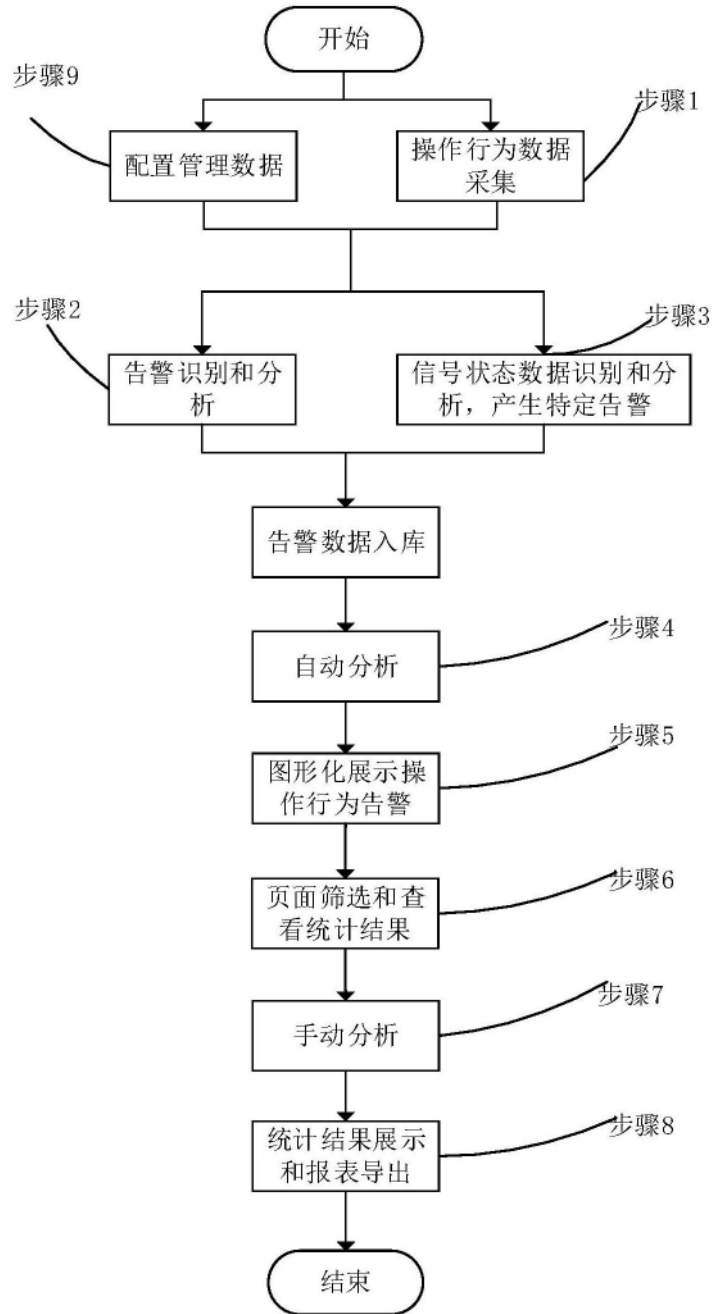 开始
步骤9
步骤1
配置管理数据
操作行为数据
采集
步骤2
步骤3
告警识别和分
析
信号状态数据识别和分
析，产生特定告警
告警数据入库
步骤4
自动分析
步骤5
图形化展示操
作行为告警
步骤6
页面筛选和查
看统计结果
步骤7
手动分析
步骤8
统计结果展示
和报表导出
结束